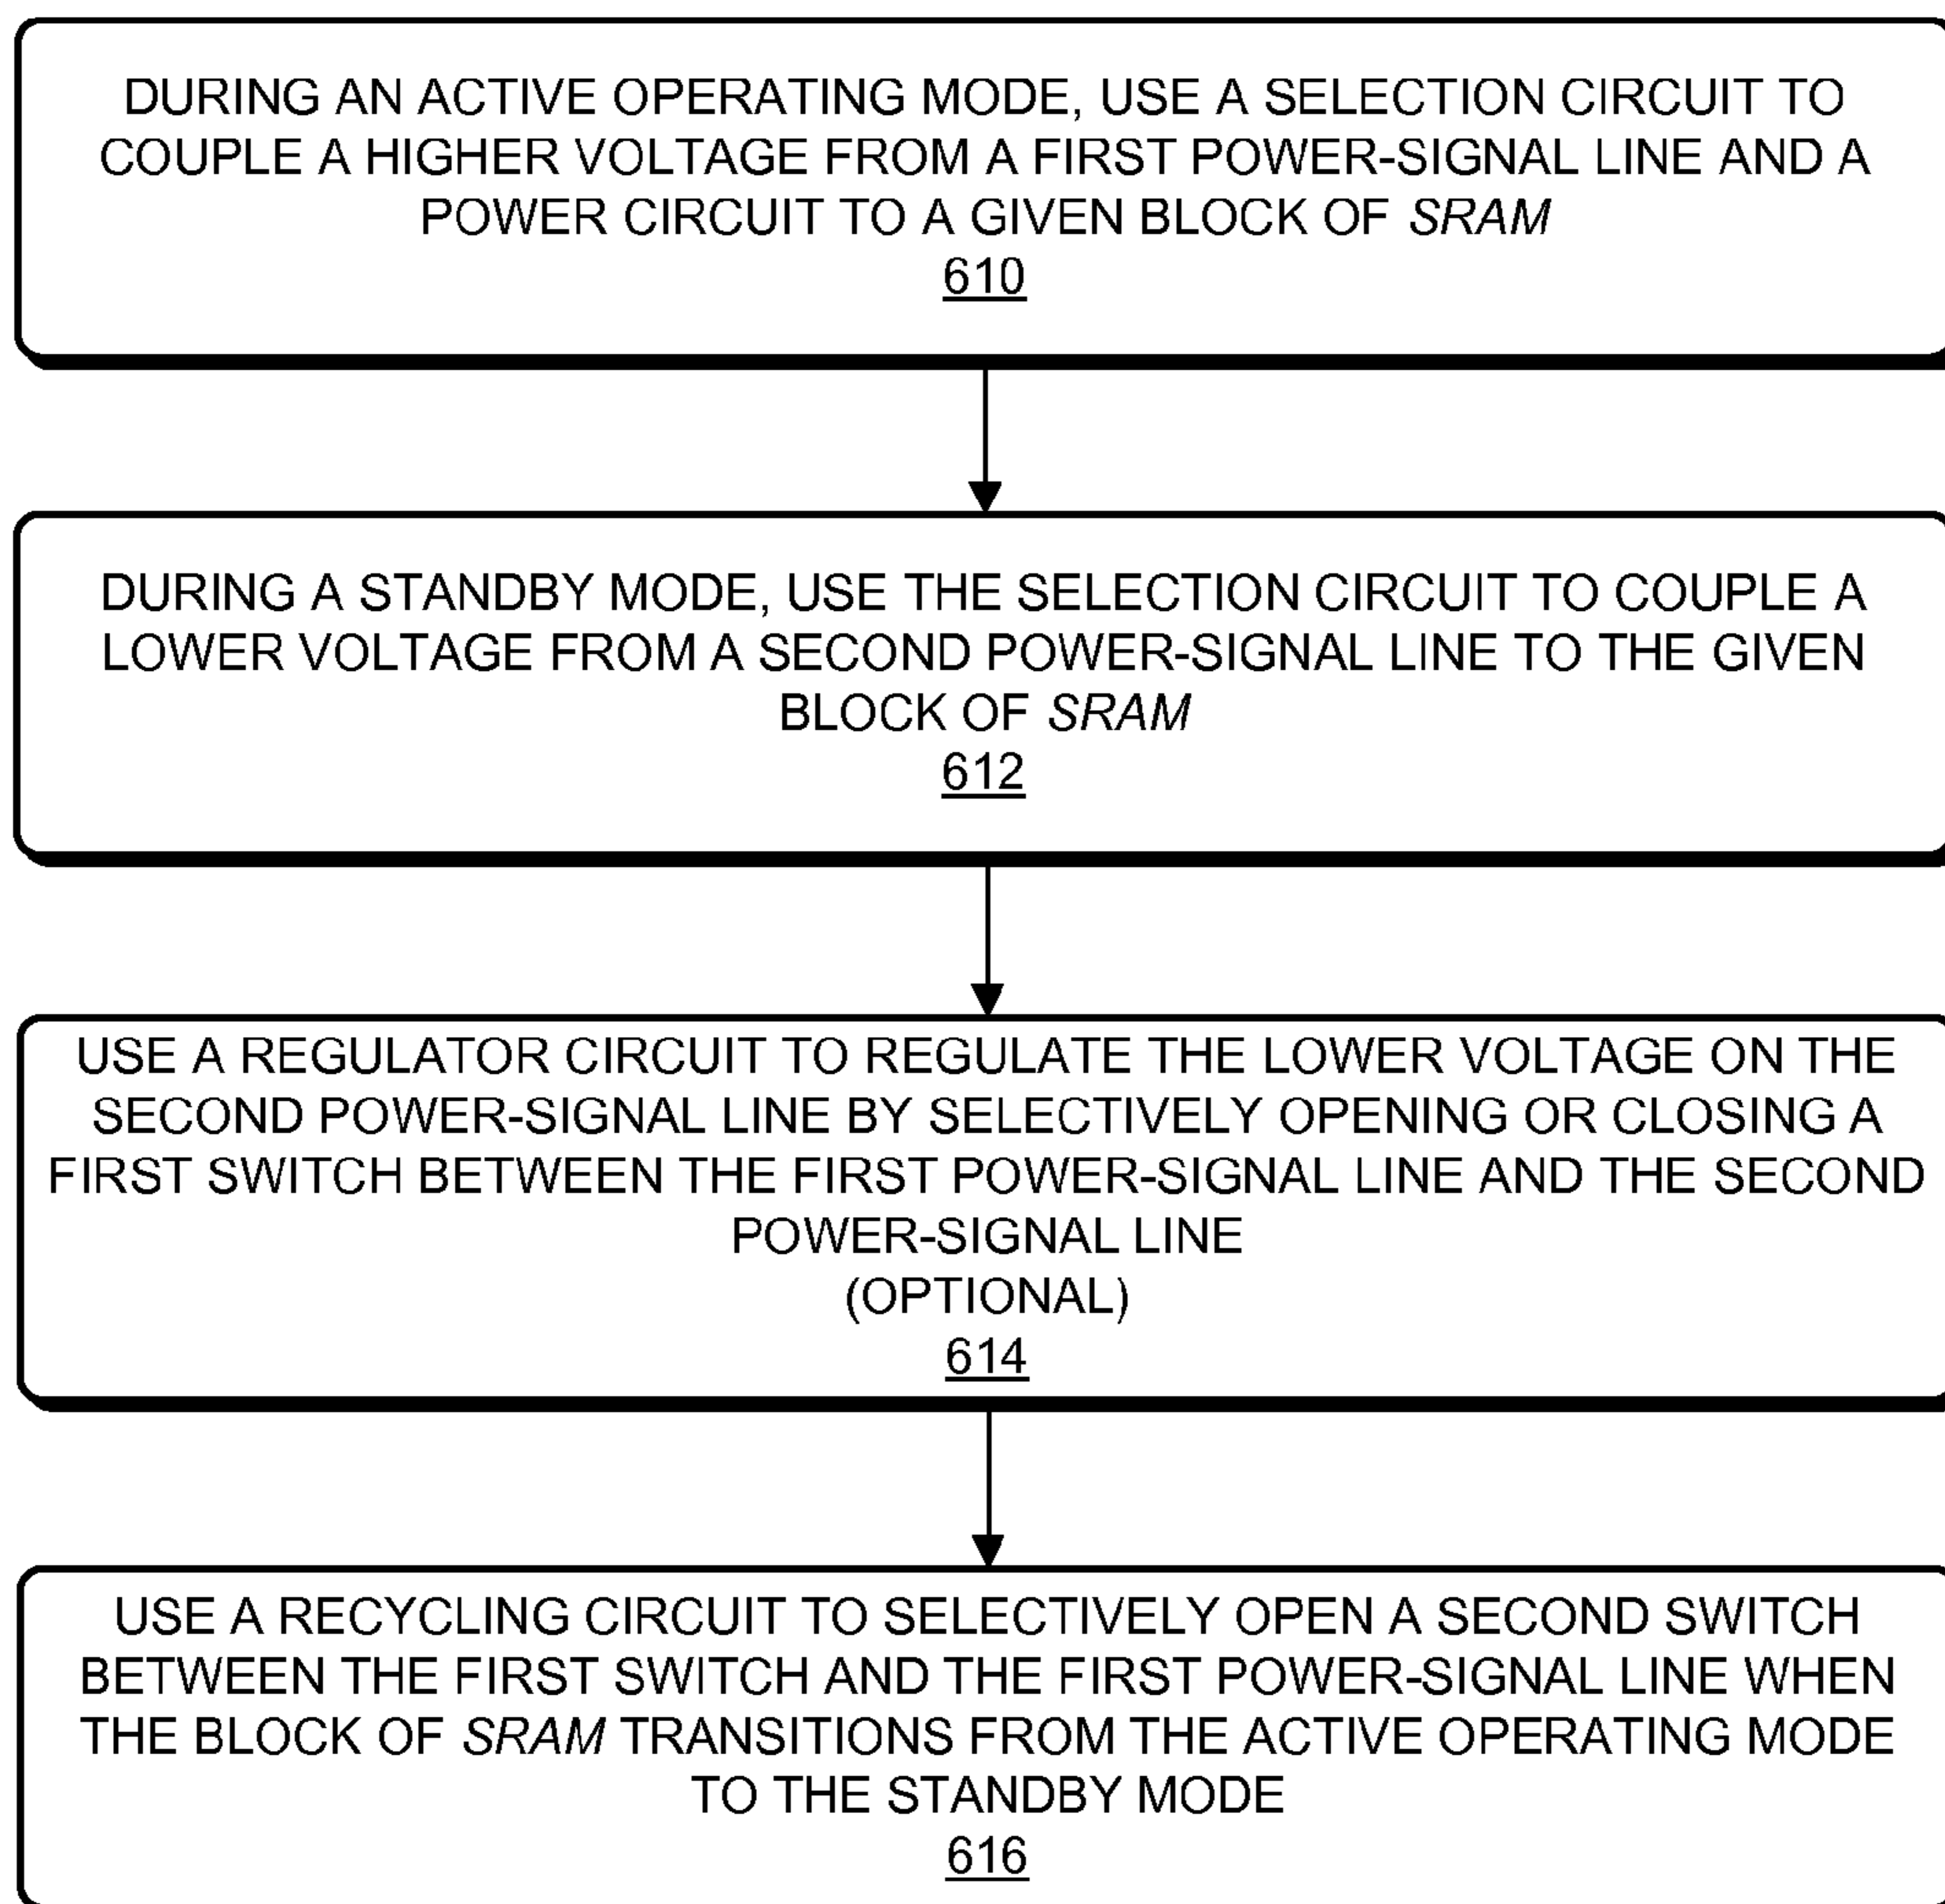 DURING AN ACTIVE OPERATING MODE, USE A SELECTION CIRCUIT TO
COUPLE A HIGHER VOLTAGE FROM A FIRST POWER-SIGNAL LINE AND A
POWER CIRCUIT TO A GIVEN BLOCK OF SRAM
610
DURING A STANDBY MODE, USE THE SELECTION CIRCUIT TO COUPLE A
LOWER VOLTAGE FROM A SECOND POWER-SIGNAL LINE TO THE GIVEN
BLOCK OF SRAM
612
USE A REGULATOR CIRCUIT TO REGULATE THE LOWER VOLTAGE ON THE
SECOND POWER-SIGNAL LINE BY SELECTIVELY OPENING OR CLOSING A
FIRST SWITCH BETWEEN THE FIRST POWER-SIGNAL LINE AND THE SECOND
POWER-SIGNAL LINE
(OPTIONAL)
614
USE A RECYCLING CIRCUIT TO SELECTIVELY OPEN A SECOND SWITCH
BETWEEN THE FIRST SWITCH AND THE FIRST POWER-SIGNAL LINE WHEN
THE BLOCK OF SRAM TRANSITIONS FROM THE ACTIVE OPERATING MODE
TO THE STANDBY MODE
616